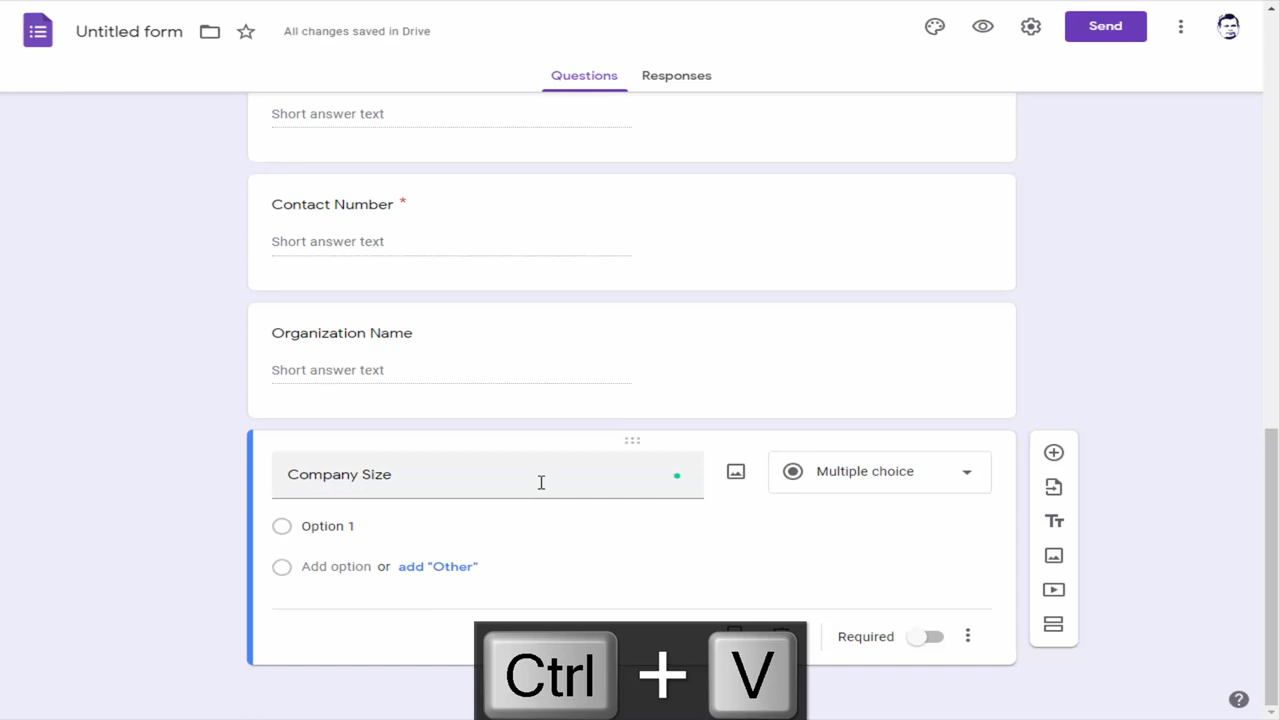 Untitled form
All changes saved in Drive
Send
Questions
Responses
Short answer text
Contact Number *
Short answer text
Organization Name
Short answer text
Company Size
Multiple choice
Option 1
Add option or add "Other"
Required
Ctrl + V